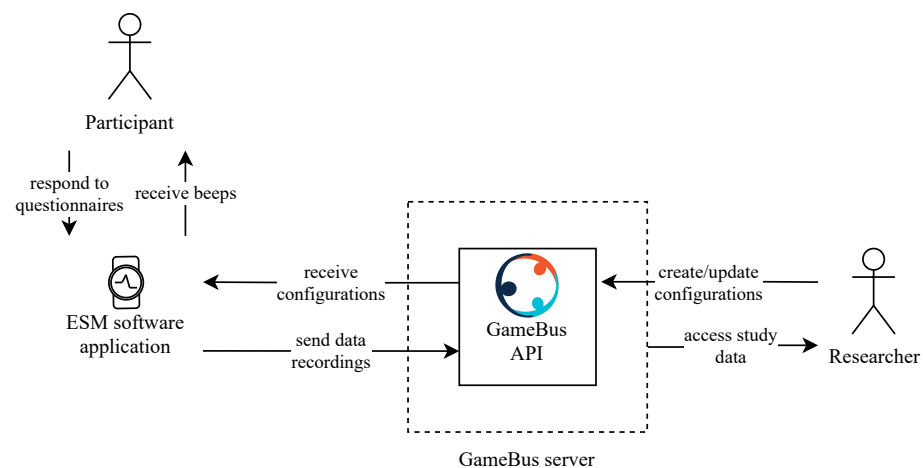 Participant
respond to
questionnaires
receive beeps
ESM software
application
receive
configurations
send data
recordings
GameBus
API
GameBus server
create/update
configurations
access study
data
Researcher